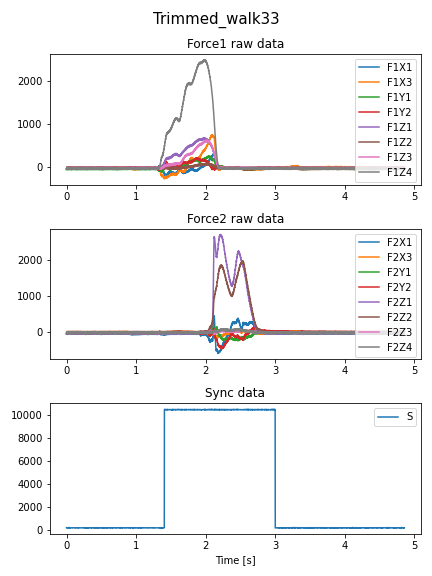 Trimmed_walk33
Force1 raw data
2000
1000
0
F1X1
F1X3
F1Y1
F1Y2
F1Z1
F1Z2
F1Z3
F1Z4
0 1 2 3 4 5
Force2 raw data
2000
1000
0
F2X1
F2X3
F2Y1
F2Y2
F2Z1
F2Z2
F2Z3
F2Z4
0 1 2 3 4 5
Sync data
10000
8000
6000
4000
2000
0
S
0 1 2 3 4 5
Time [s]